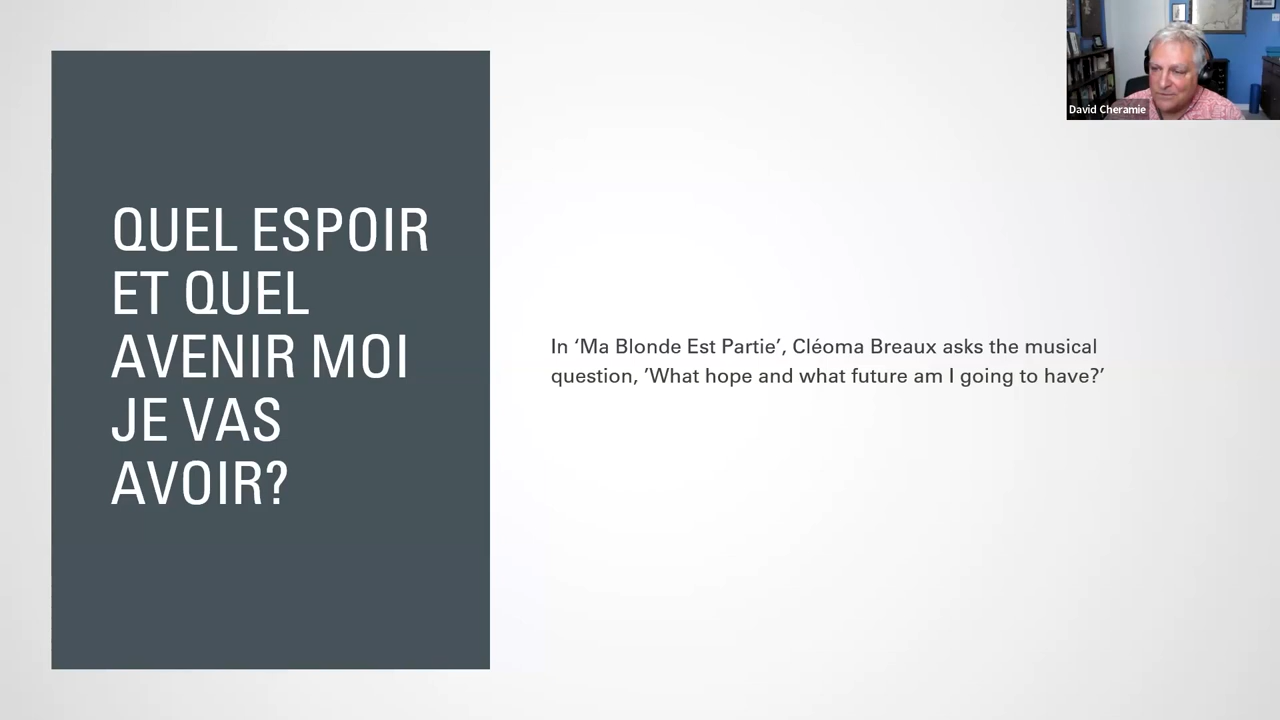 QUEL ESPOIR
ET QUEL
AVENIR MOI
JE VAS
AVOIR?
In ‘Ma Blonde Est Partie’, Cléoma Breaux asks the musical
question, ’What hope and what future am I going to have?’
David Cheramie